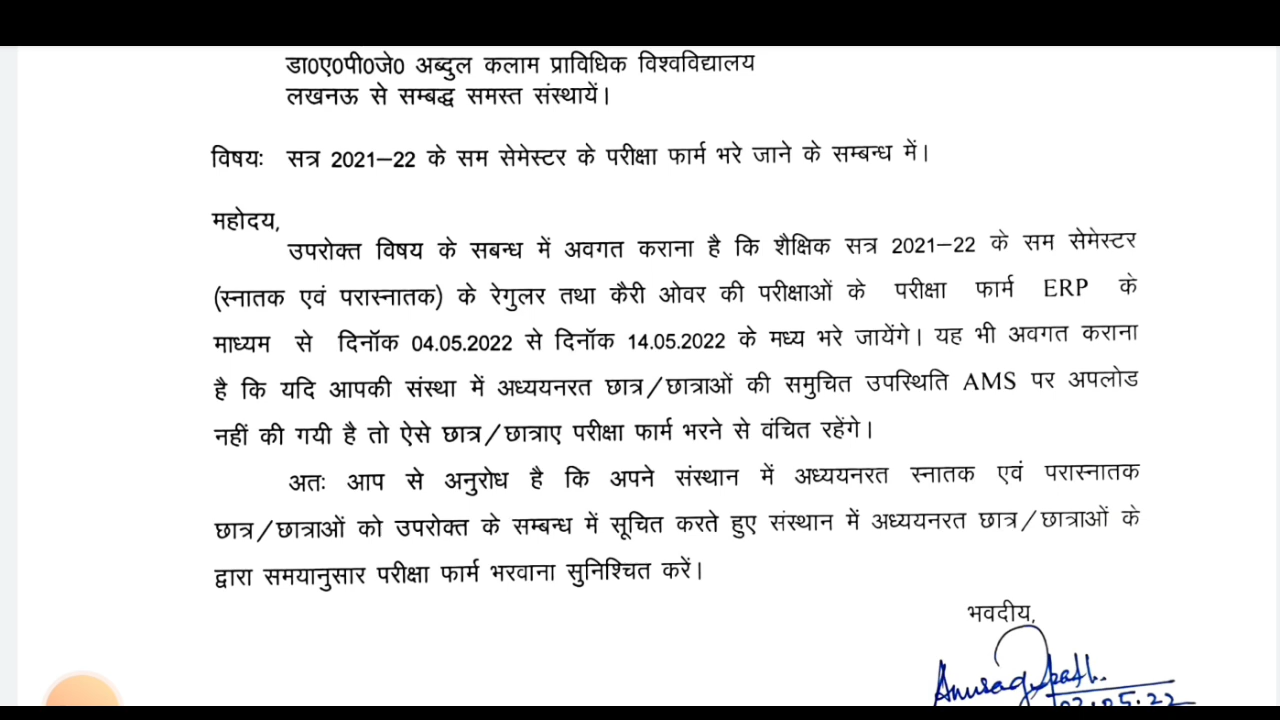 डा0ए0पी0जे0 अब्दुल कलाम प्राविधिक विश्वविद्यालय
लखनऊ से सम्बद्ध समस्त संस्थायें।
विषयः सत्र 2021–22 के सम सेमेस्टर के परीक्षा फार्म भरे जाने के सम्बन्ध में।
महोदय,
उपरोक्त विषय के सबन्ध में अवगत कराना है कि शैक्षिक सत्र 2021–22 के सम सेमेस्टर
(स्नातक एवं परास्नातक) के रेगुलर तथा कैरी ओवर की परीक्षाओं के परीक्षा फार्म ERP के
माध्यम से दिनॉक 04.05.2022 से दिनॉक 14.05.2022 के मध्य भरे जायेंगे। यह भी अवगत कराना
है कि यदि आपकी संस्था में अध्ययनरत छात्र/छात्राओं की समुचित उपस्थिति AMS पर अपलोड
नहीं की गयी है तो ऐसे छात्र/छात्राए परीक्षा फार्म भरने से वंचित रहेंगे।
अतः आप से अनुरोध है कि अपने संस्थान में अध्ययनरत स्नातक एवं परास्नातक
छात्र/छात्राओं को उपरोक्त के सम्बन्ध में सूचित करते हुए संस्थान में अध्ययनरत छात्र/छात्राओं के
द्वारा समयानुसार परीक्षा फार्म भरवाना सुनिश्चित करें।
भवदीय,
Anurag